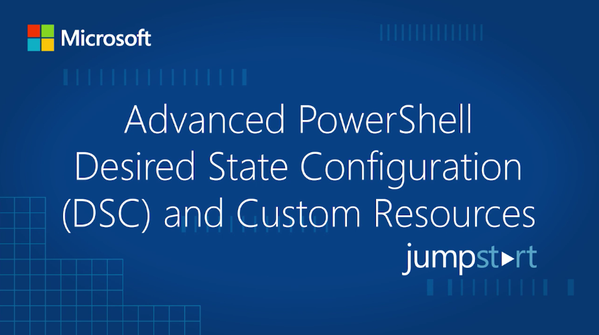 Microsoft
Advanced PowerShell
Desired State Configuration
(DSC) and Custom Resources
jumpstart